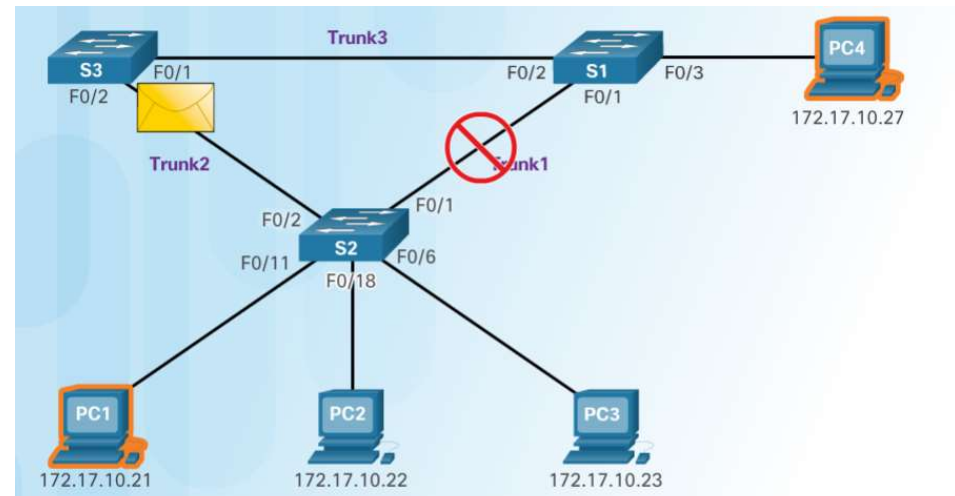 Trunk3
PC4
S3
F0/1
F0/2
S1
F0/3
F0/2
F0/1
172.17.10.27
Trunk2
Trunk1
F0/2
F0/1
S2
F0/11
F0/6
F0/18
PC1
PC2
PC3
172.17.10.21
172.17.10.22
172.17.10.23